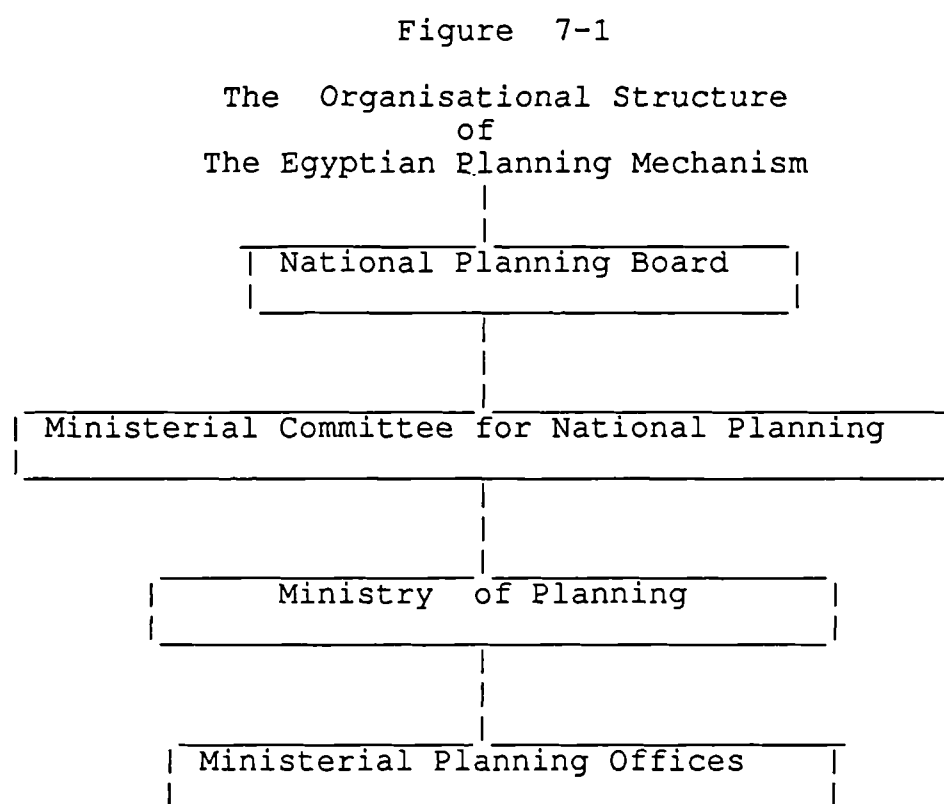 Figure 7-1
The Organisational Structure
of
The Egyptian Planning Mechanism
National Planning Board
Ministerial Committee for National Planning
Ministry of Planning
Ministerial Planning Offices